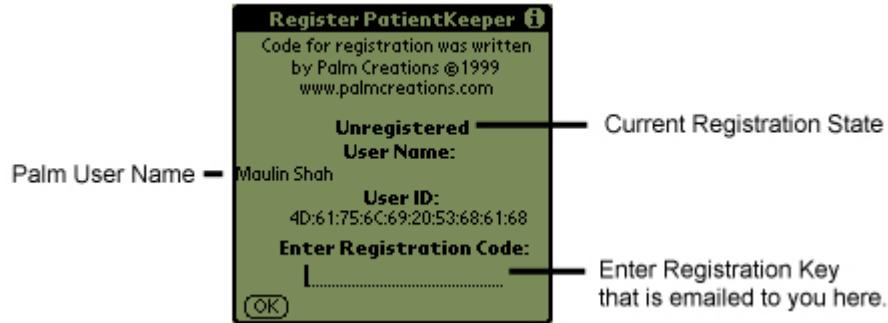 Register PatientKeeper i
Code for registration was written
by Palm Creations ©1999
www.palmcreations.com
Unregistered
Current Registration State
User Name:
Palm User Name
Maulin Shah
User ID:
4D:61:75:6C:69:20:53:68:61:68
Enter Registration Code:
Enter Registration Key
that is emailed to you here.
OK